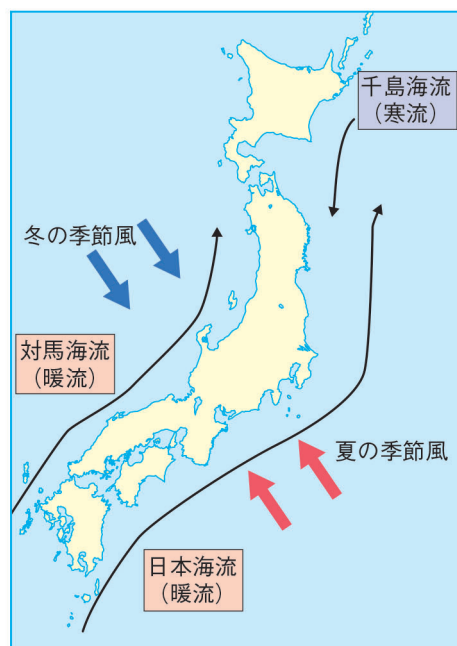 千島海流
（寒流）
冬の季節風
対馬海流
（暖流）
夏の季節風
日本海流
（暖流）